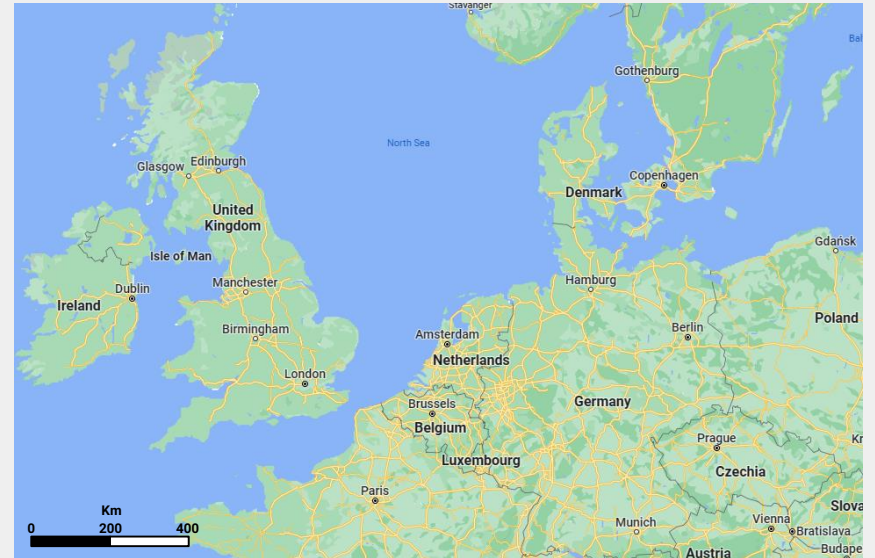 Stavanger
Gothenburg
North Sea
Glasgow
Edinburgh
Copenhagen
Denmark
United
Kingdom
Isle of Man
Gdańsk
Hamburg
Manchester
Dublin
Ireland
Poland
Berlin
Birmingham
Amsterdam
Netherlands
London
Germany
Brussels
Belgium
Prague
Luxembourg
Czechia
Paris
Km
0 200 400
Munich
Vienna
Bratislava
Austria